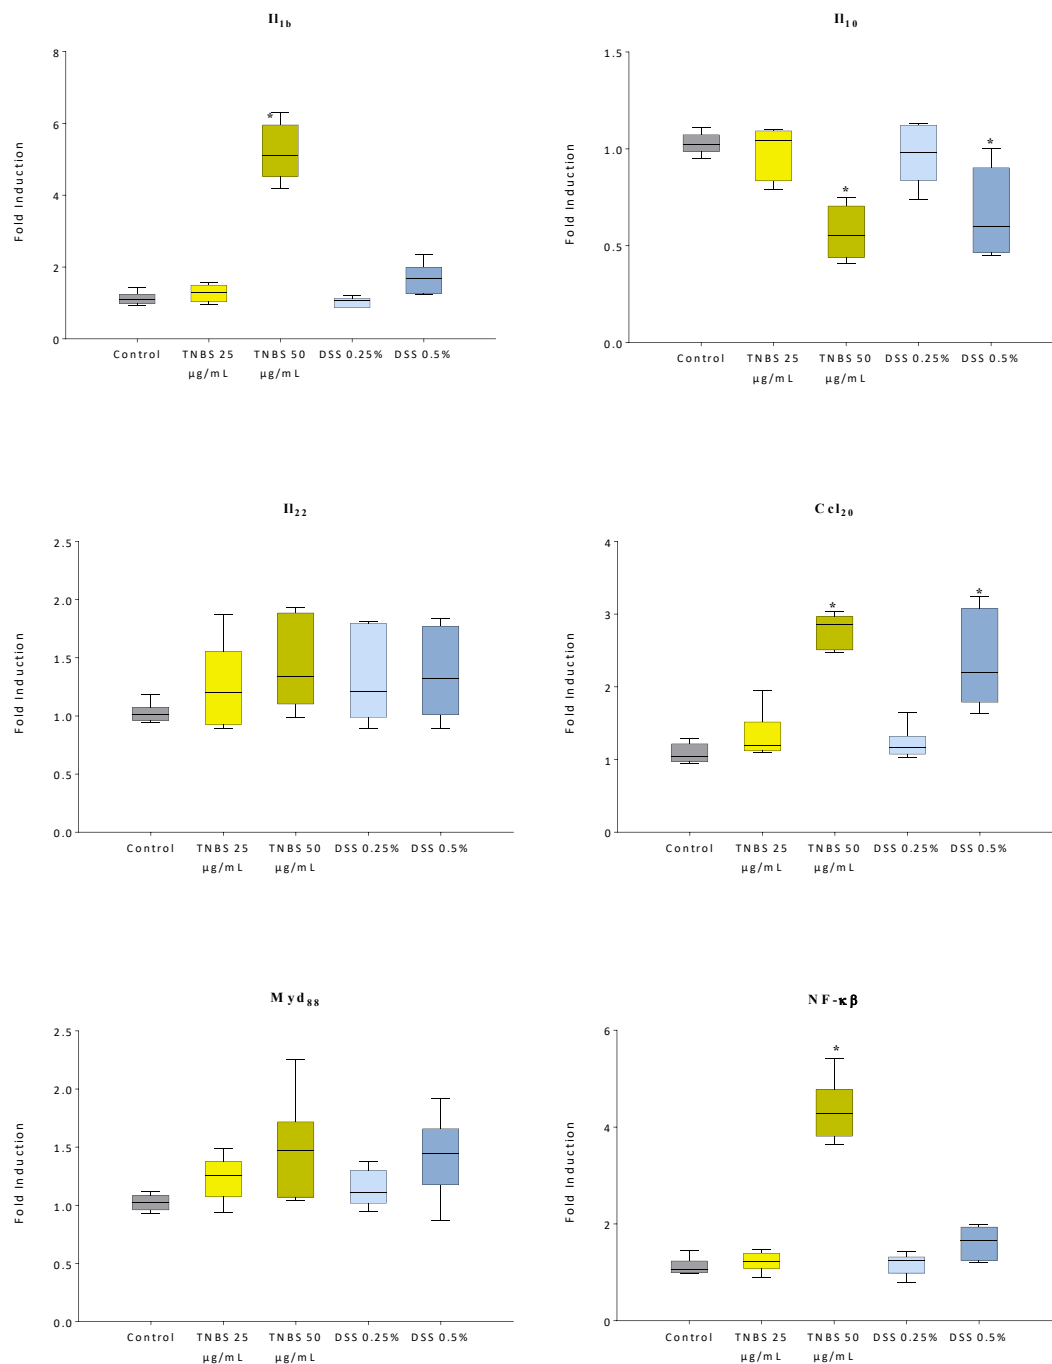 Il1b
8
6
4
2
0
Fold Induction
*
Control TNBS 25 TNBS 50 DSS 0.25% DSS 0.5%
µg/mL µg/mL
Il10
1.5
1.0
0.5
0.0
Fold Induction
*
*
Control TNBS 25 TNBS 50 DSS 0.25% DSS 0.5%
µg/mL µg/mL
Il22
2.5
2.0
1.5
1.0
0.5
0.0
Fold Induction
Control TNBS 25 TNBS 50 DSS 0.25% DSS 0.5%
µg/mL µg/mL
Ccl20
4
3
2
1
0
Fold Induction
*
*
Control TNBS 25 TNBS 50 DSS 0.25% DSS 0.5%
µg/mL µg/mL
Myd88
2.5
2.0
1.5
1.0
0.5
0.0
Fold Induction
Control TNBS 25 TNBS 50 DSS 0.25% DSS 0.5%
µg/mL µg/mL
NF-κβ
6
4
2
0
Fold Induction
*
Control TNBS 25 TNBS 50 DSS 0.25% DSS 0.5%
µg/mL µg/mL